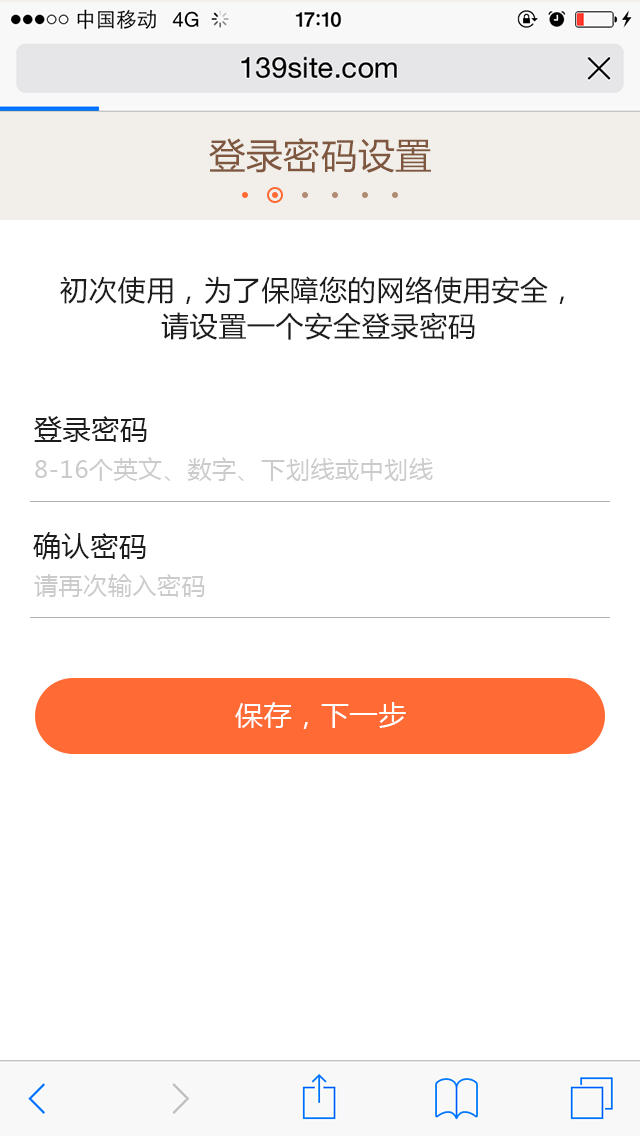 中国移动 4G 17:10
139site.com
登录密码设置
初次使用，为了保障您的网络使用安全，
请设置一个安全登录密码
登录密码
8-16个英文、数字、下划线或中划线
确认密码
请再次输入密码
保存，下一步